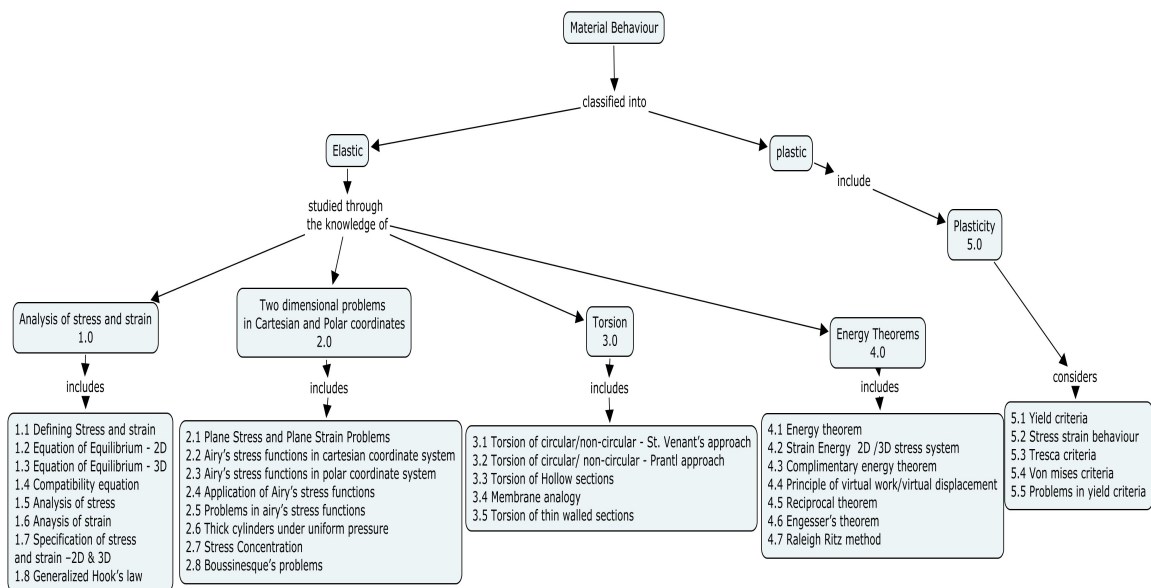 Material Behaviour
classified into
Elastic
plastic
include
studied through
the knowledge of
Plasticity
5.0
Analysis of stress and strain
1.0
Two dimensional problems
in Cartesian and Polar coordinates
2.0
Torsion
3.0
Energy Theorems
4.0
includes
includes
includes
includes
considers
1.1 Defining Stress and strain
1.2 Equation of Equilibrium - 2D
1.3 Equation of Equilibrium - 3D
1.4 Compatibility equation
1.5 Analysis of stress
1.6 Anaysis of strain
1.7 Specification of stress
and strain –2D & 3D
1.8 Generalized Hook's law
2.1 Plane Stress and Plane Strain Problems
2.2 Airy's stress functions in cartesian coordinate system
2.3 Airy's stress functions in polar coordinate system
2.4 Application of Airy's stress functions
2.5 Problems in airy's stress functions
2.6 Thick cylinders under uniform pressure
2.7 Stress Concentration
2.8 Boussinesque's problems
3.1 Torsion of circular/non-circular - St. Venant's approach
3.2 Torsion of circular/ non-circular - Prantl approach
3.3 Torsion of Hollow sections
3.4 Membrane analogy
3.5 Torsion of thin walled sections
4.1 Energy theorem
4.2 Strain Energy 2D /3D stress system
4.3 Complimentary energy theorem
4.4 Principle of virtual work/virtual displacement
4.5 Reciprocal theorem
4.6 Engesser's theorem
4.7 Raleigh Ritz method
5.1 Yield criteria
5.2 Stress strain behaviour
5.3 Tresca criteria
5.4 Von mises criteria
5.5 Problems in yield criteria